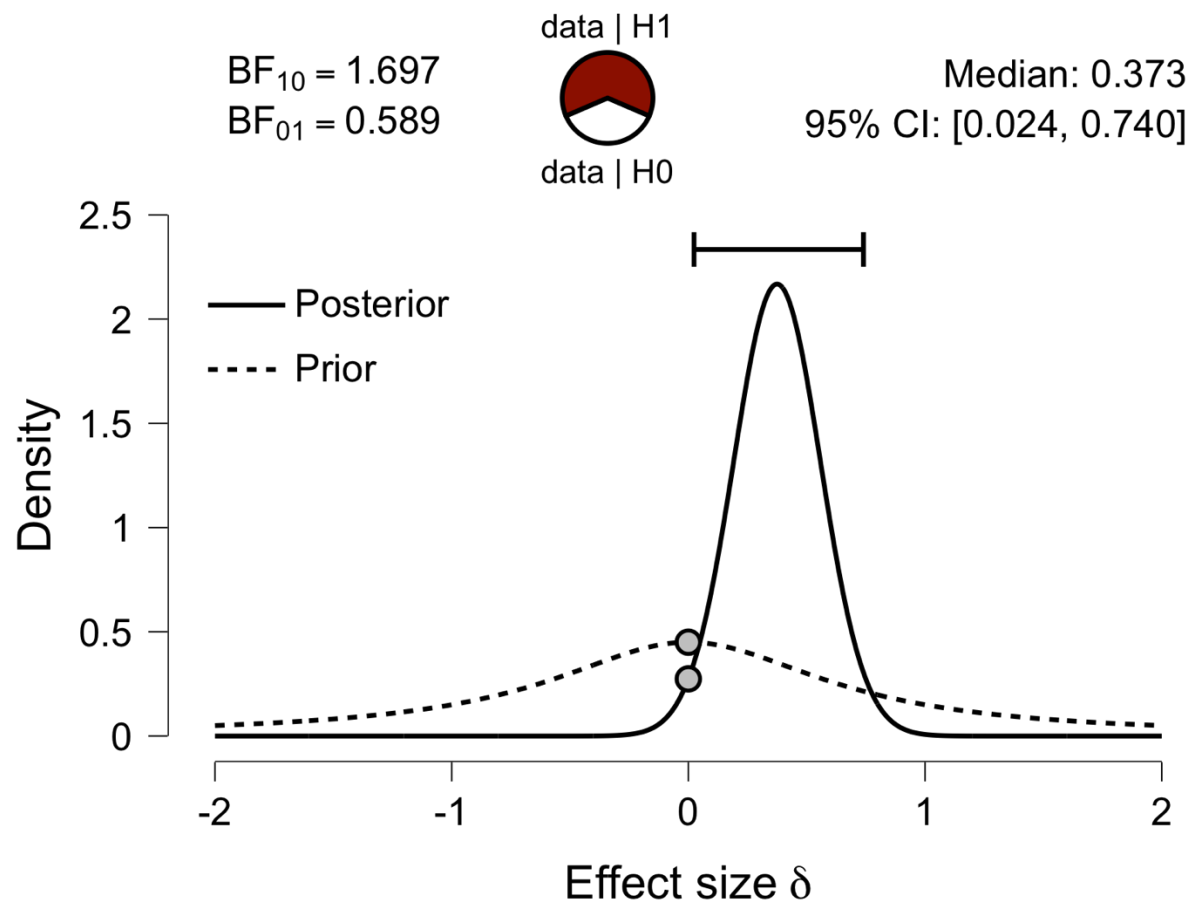 data | H1
BF₁₀ = 1.697
BF₀₁ = 0.589
Median: 0.373
95% CI: [0.024, 0.740]
data | H0
2.5
2
1.5
1
0.5
0
Density
Posterior
Prior
-2
-1
0
1
2
Effect size δ